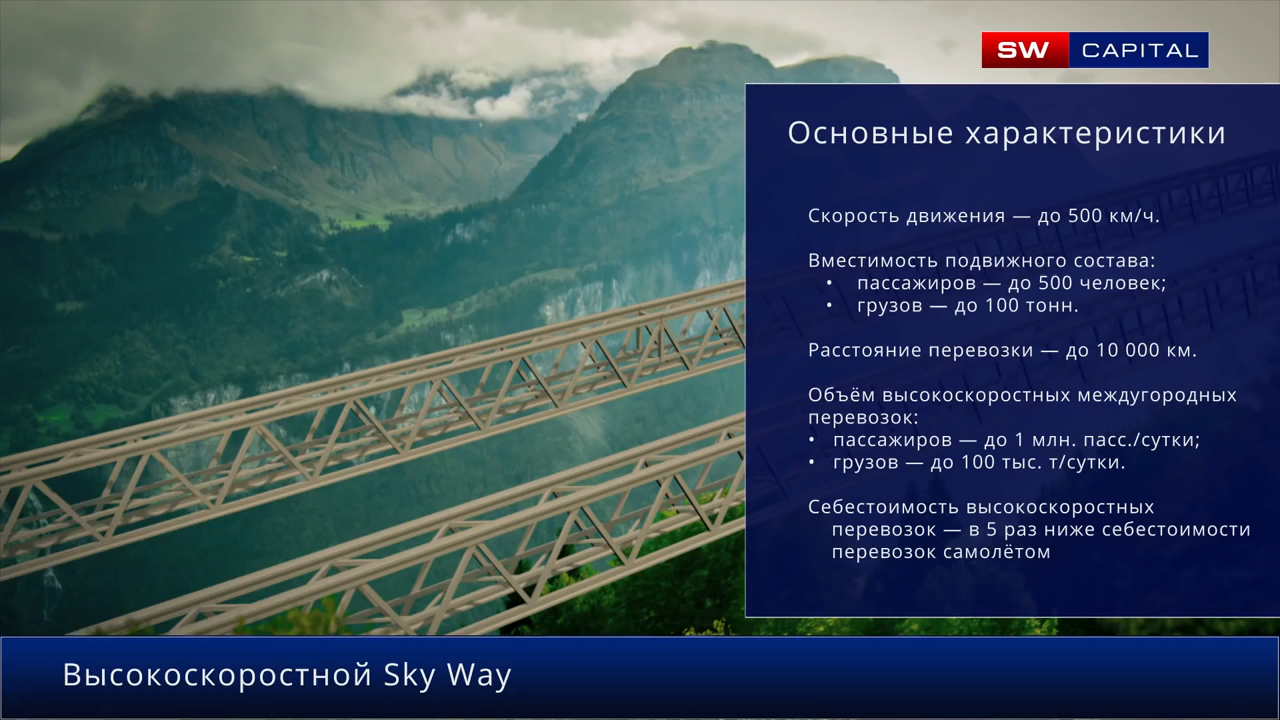 SW CAPITAL
Основные характеристики
Скорость движения — до 500 км/ч.
Вместимость подвижного состава:
• пассажиров — до 500 человек;
• грузов — до 100 тонн.
Расстояние перевозки — до 10 000 км.
Объём высокоскоростных междугородных
перевозок:
• пассажиров — до 1 млн. пасс./сутки;
• грузов — до 100 тыс. т/сутки.
Себестоимость высокоскоростных
перевозок — в 5 раз ниже себестоимости
перевозок самолётом
Высокоскоростной Sky Way